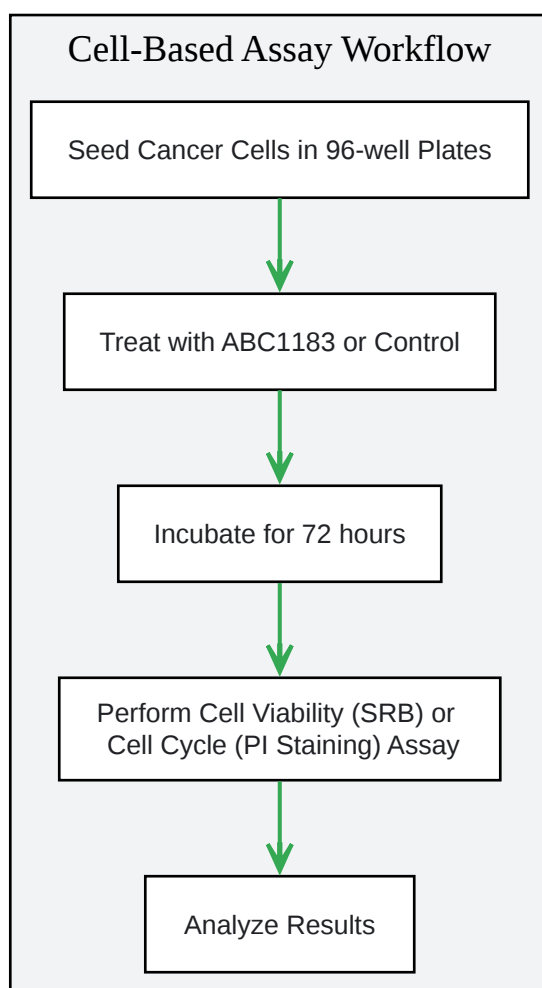 Cell-Based Assay Workflow
Seed Cancer Cells in 96-well Plates
Treat with ABC1183 or Control
Incubate for 72 hours
Perform Cell Viability (SRB) or
Cell Cycle (PI Staining) Assay
Analyze Results